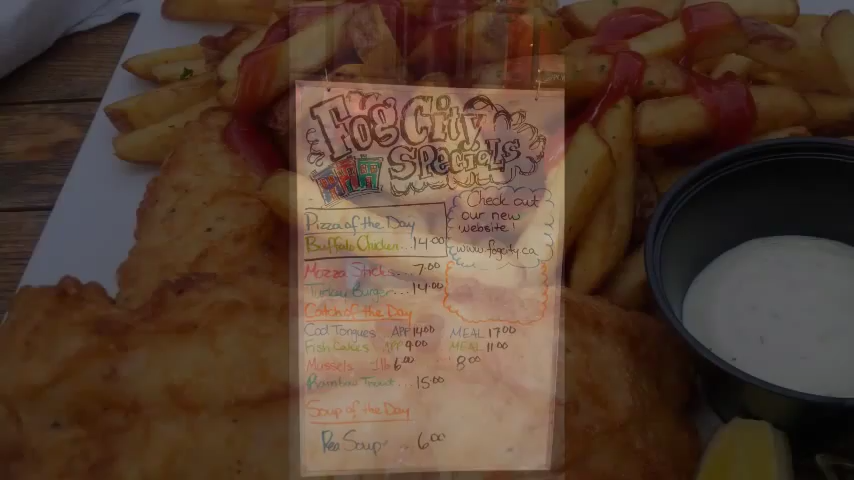 Fog City
Specials
Check out
our new
website!
www.fogcity.ca
Pizza of the Day
Buffalo Chicken... 14.00
Mozza Sticks.... 7.00
Turkey Burger... 14.00
Catch of the Day
Cod Tongues APP 14.00 MEAL 17.00
Fish Cakes APP 9.00 MEAL 11.00
Mussels 1lb 6.00 8.00
Rainbow Trout... 15.00
Soup of the Day
Pea Soup ... 6.00